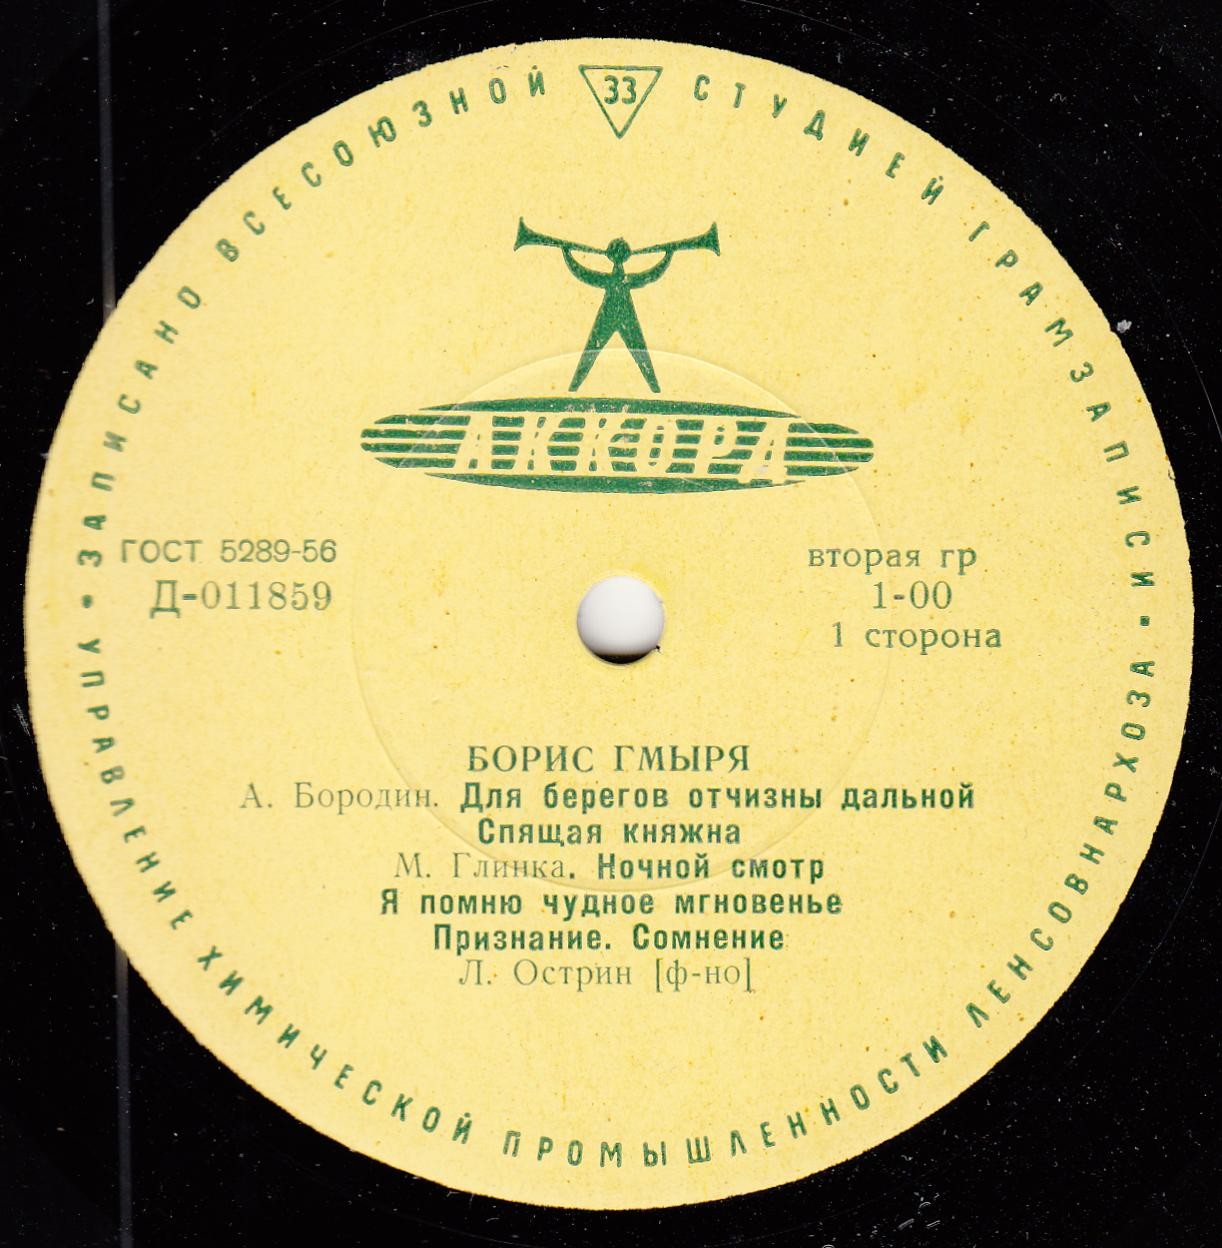 ЗАПИСАНО ВСЕСОЮЗНОЙ СТУДИЕЙ ГРАМЗАПИСИ
33
АККОРД
ГОСТ 5289-56
Д-011859
вторая гр
1-00
1 сторона
БОРИС ГМЫРЯ
А. Бородин. Для берегов отчизны дальной
Спящая княжна
М. Глинка. Ночной смотр
Я помню чудное мгновенье
Признание. Сомнение
Л. Острин [ф-но]
• УПРАВЛЕНИЕ ХИМИЧЕСКОЙ ПРОМЫШЛЕННОСТИ ЛЕНСОВНАРХОЗА •